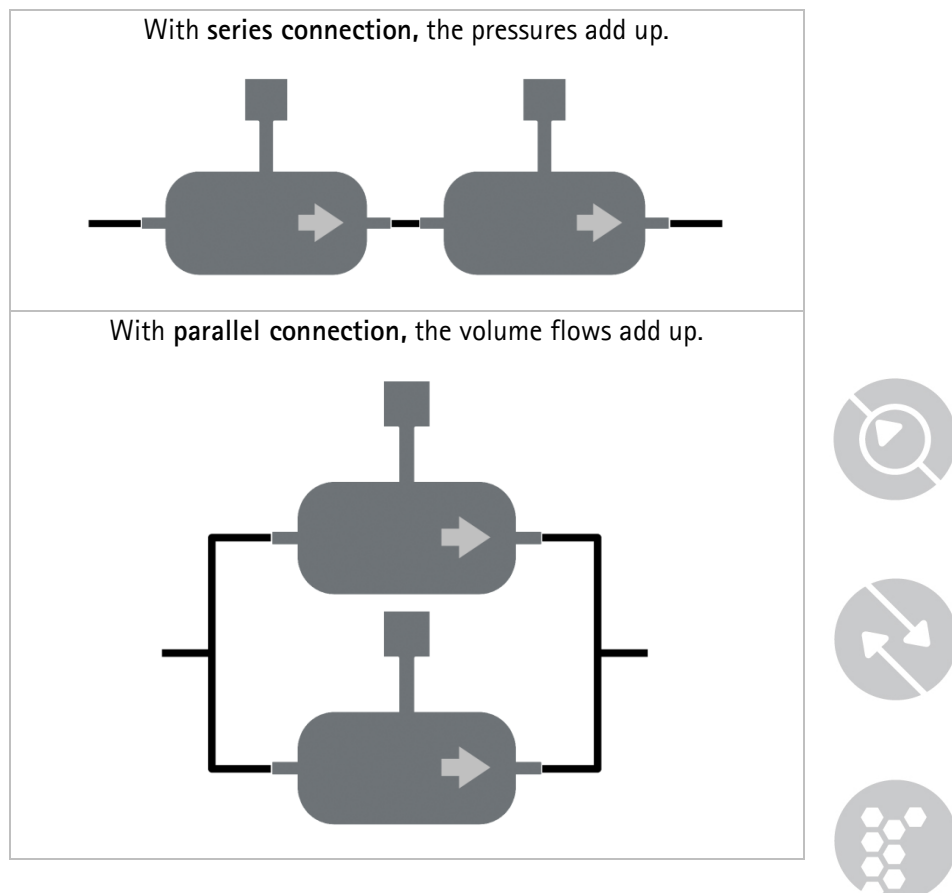 With series connection, the pressures add up.
With parallel connection, the volume flows add up.